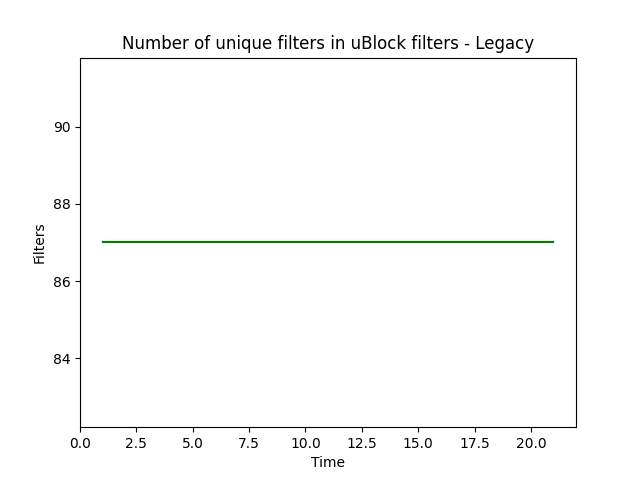 Number of unique filters in uBlock filters - Legacy
90
88
86
84
Filters
0.0 2.5 5.0 7.5 10.0 12.5 15.0 17.5 20.0
Time